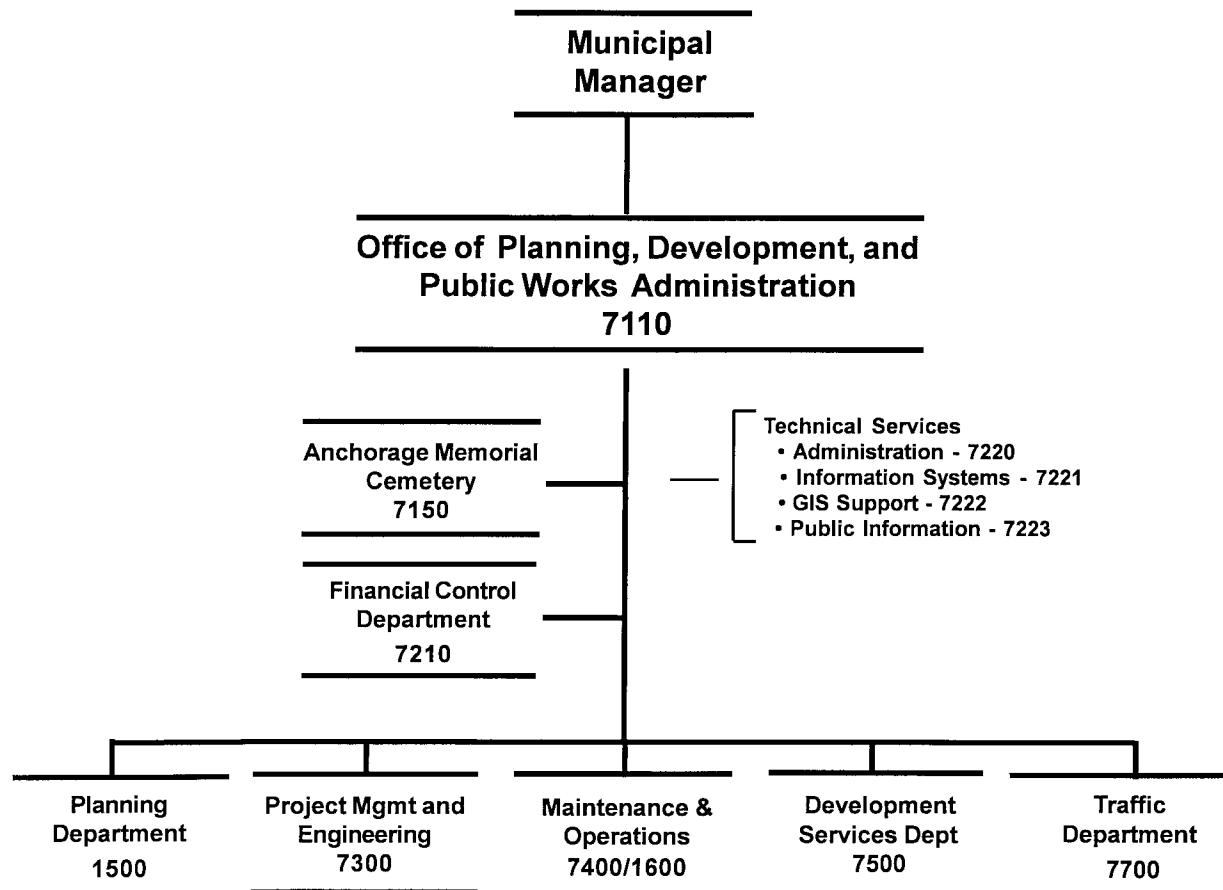 Municipal
Manager
Office of Planning, Development, and
Public Works Administration
7110
Anchorage Memorial
Cemetery
7150
Technical Services
• Administration - 7220
• Information Systems - 7221
• GIS Support - 7222
• Public Information - 7223
Financial Control
Department
7210
Planning
Department
1500
Project Mgmt and
Engineering
7300
Maintenance &
Operations
7400/1600
Development
Services Dept
7500
Traffic
Department
7700